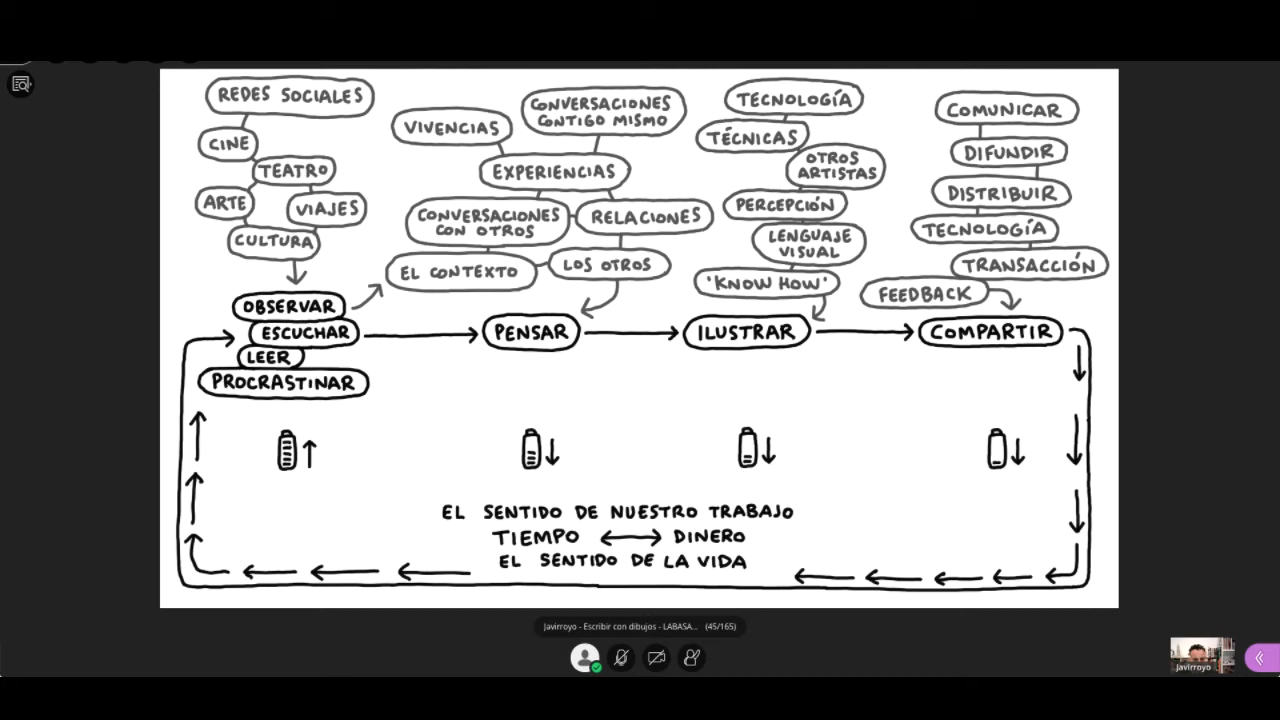 REDES SOCIALES
CINE
TEATRO
ARTE
VIAJES
CULTURA
OBSERVAR
ESCUCHAR
LEER
PROCRASTINAR
VIVENCIAS
CONVERSACIONES
CONTIGO MISMO
EXPERIENCIAS
CONVERSACIONES
CON OTROS
RELACIONES
EL CONTEXTO
LOS OTROS
PENSAR
TECNOLOGÍA
TÉCNICAS
OTROS
ARTISTAS
PERCEPCIÓN
LENGUAJE
VISUAL
'KNOW HOW'
ILUSTRAR
COMUNICAR
DIFUNDIR
DISTRIBUIR
TECNOLOGÍA
TRANSACCIÓN
FEEDBACK
COMPARTIR
EL SENTIDO DE NUESTRO TRABAJO
TIEMPO DINERO
EL SENTIDO DE LA VIDA
Javirroyo - Escribir con dibujos - LABASA... (45/165)
Javirroyo